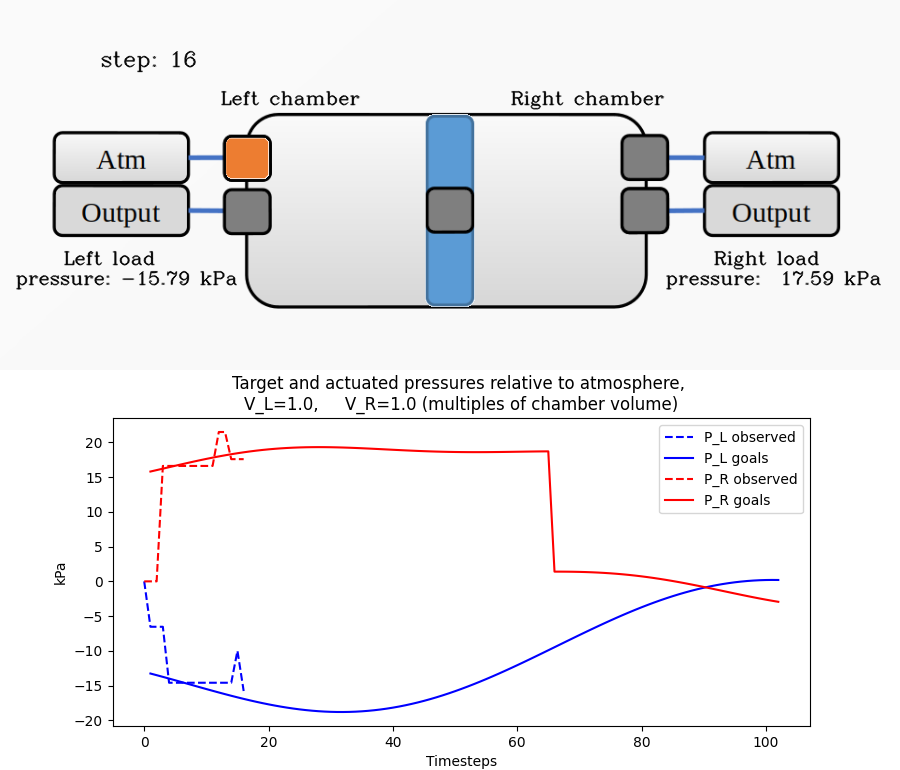 step: 16
Left chamber
Right chamber
Atm
Atm
Output
Output
Left load
pressure: −15.79 kPa
Right load
pressure: 17.59 kPa
Target and actuated pressures relative to atmosphere,
V_L=1.0, V_R=1.0 (multiples of chamber volume)
20
15
10
5
0
−5
−10
−15
−20
kPa
P_L observed
P_L goals
P_R observed
P_R goals
0
20
40
60
80
100
Timesteps